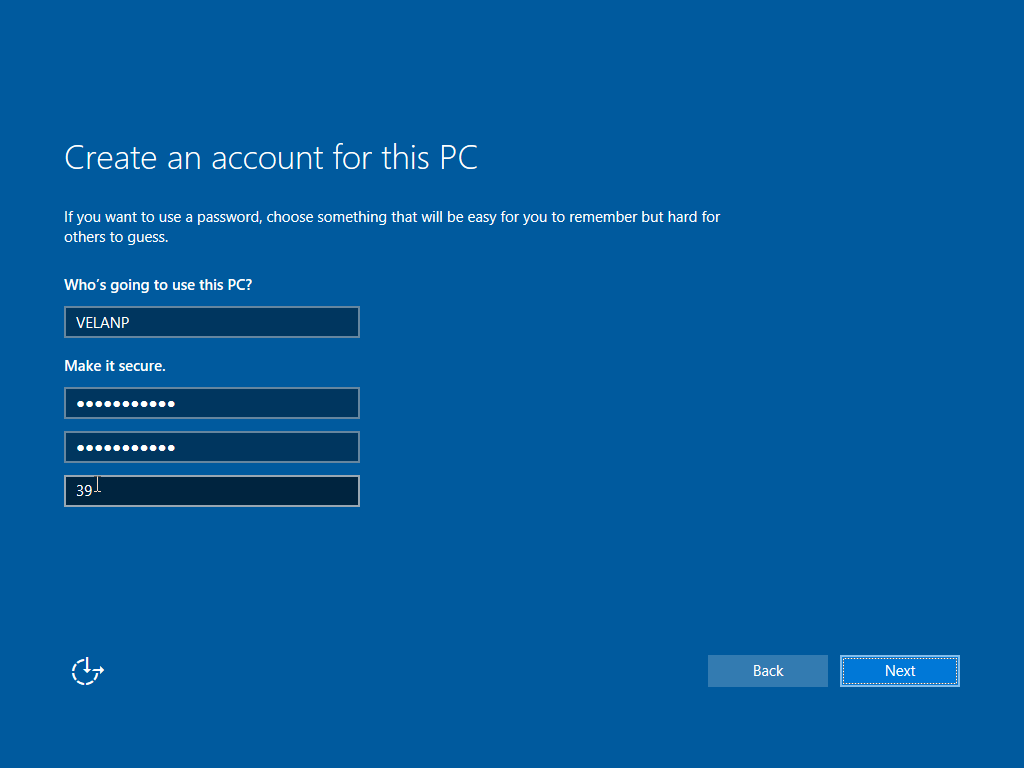 Create an account for this PC
If you want to use a password, choose something that will be easy for you to remember but hard for
others to guess.
Who's going to use this PC?
VELANP
Make it secure.
●●●●●●●●●●●
●●●●●●●●●●●
39
Back
Next